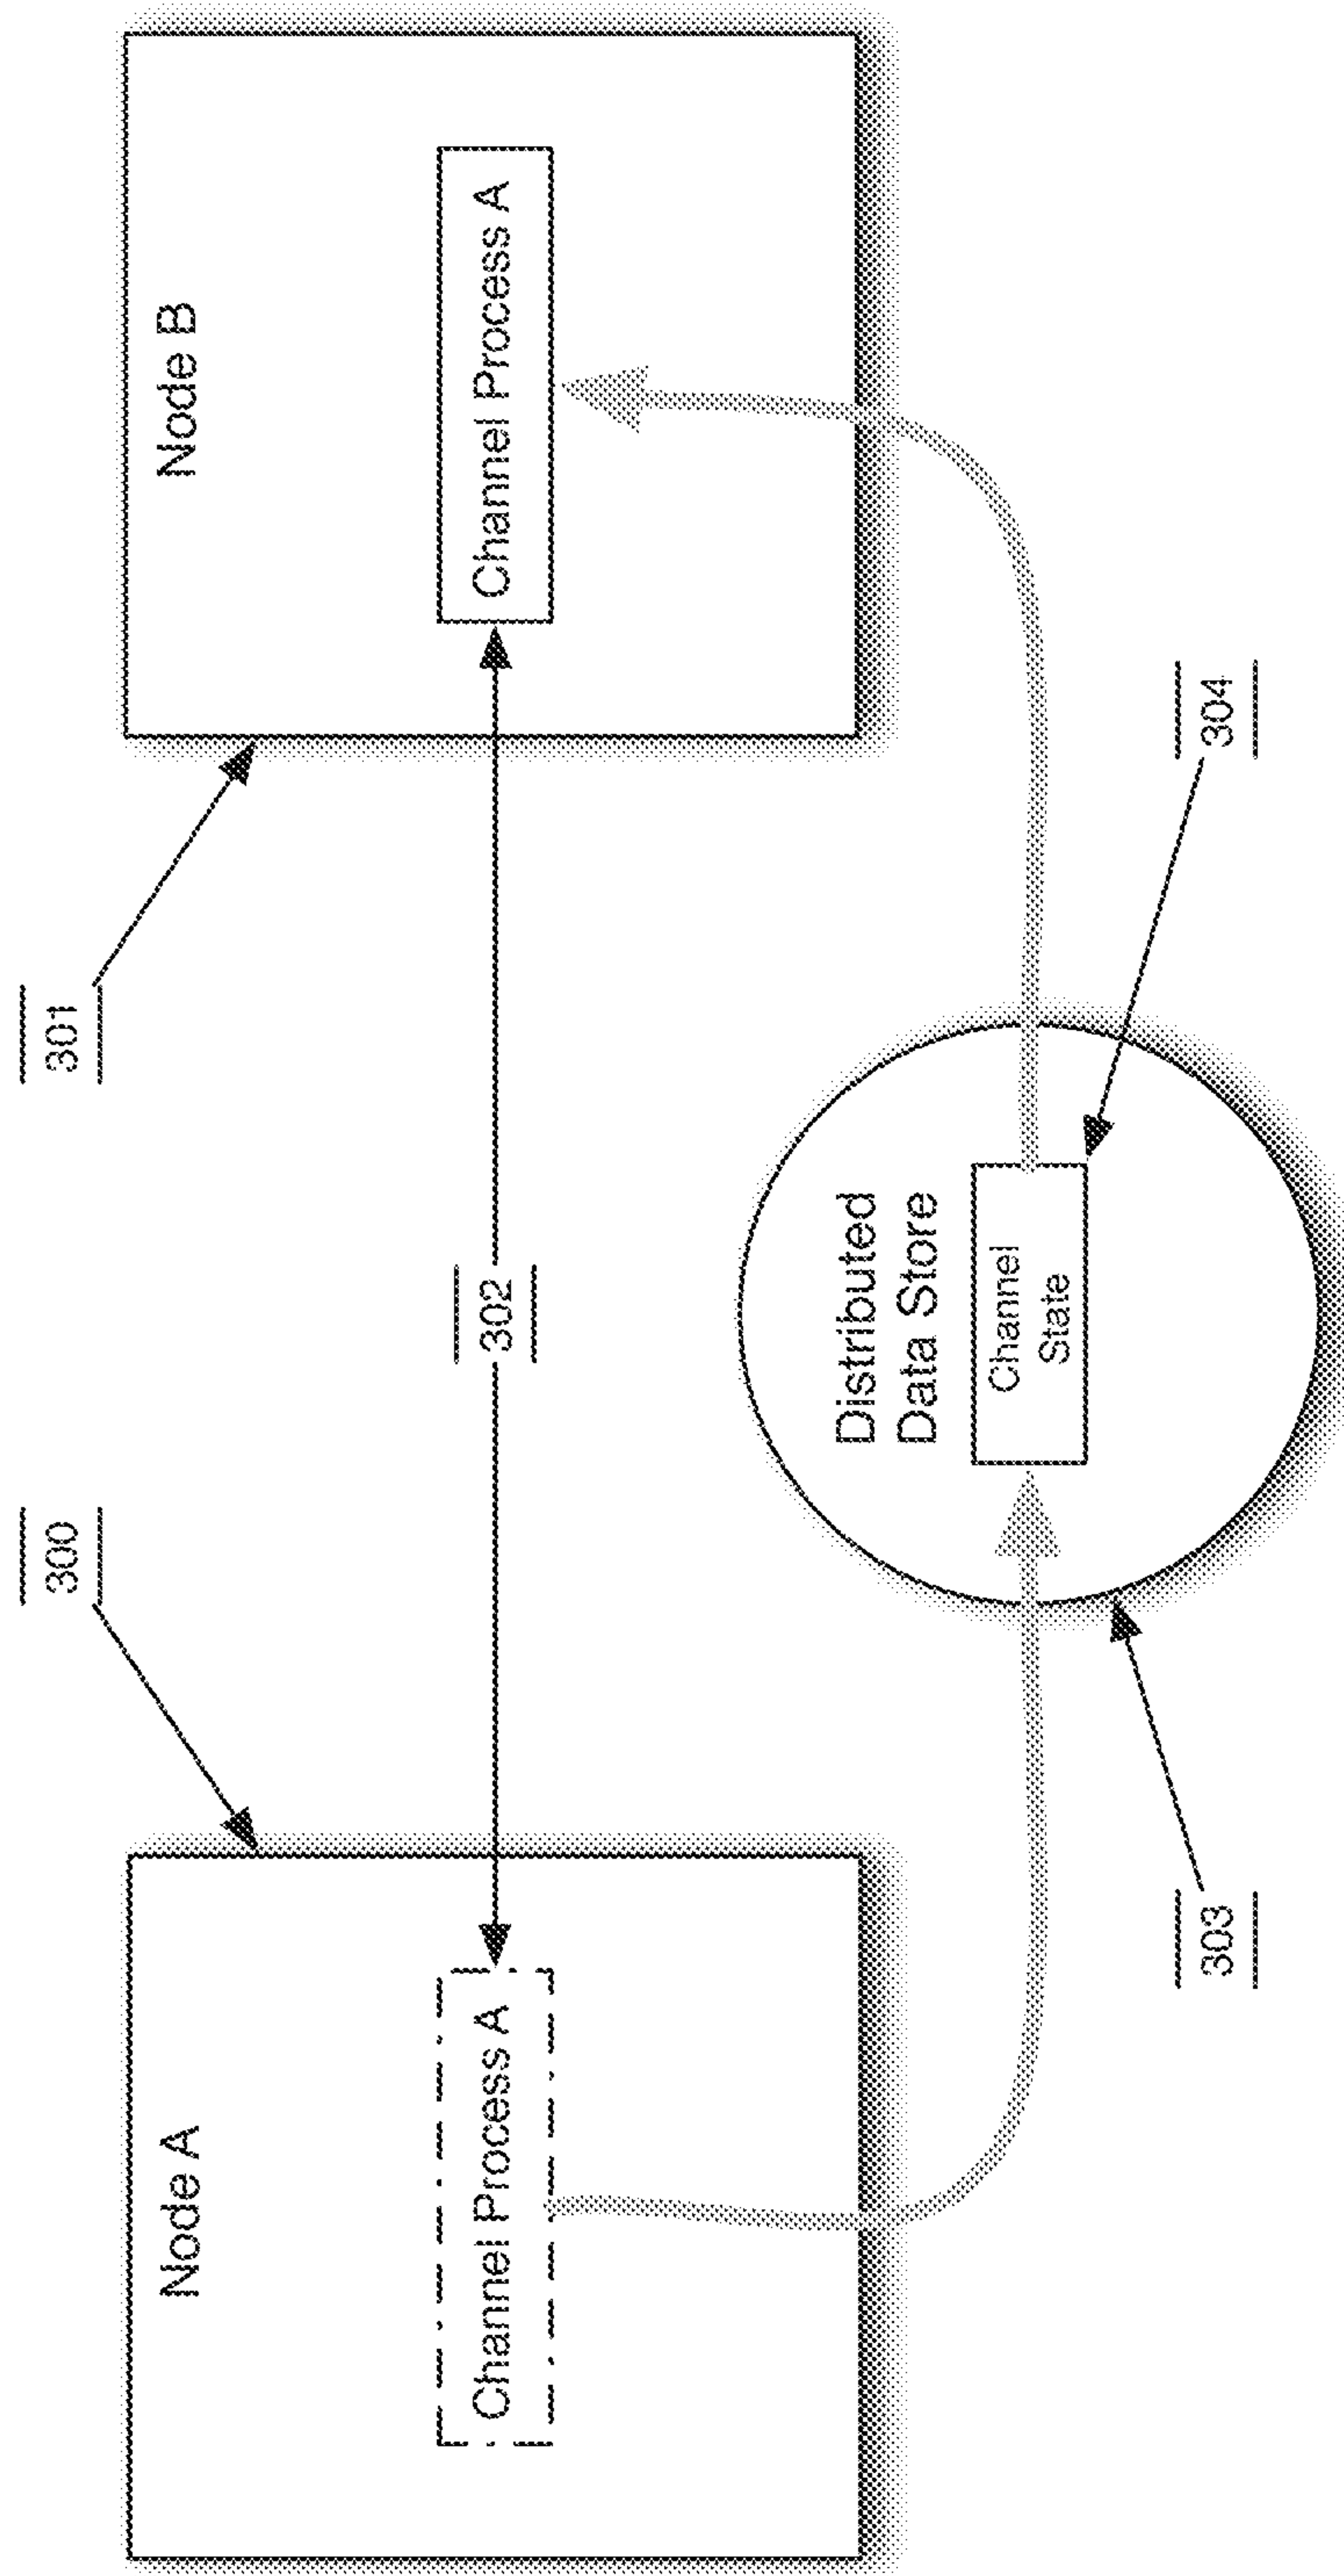 300
301
Node A
Node B
Channel Process A
302
Channel Process A
Distributed
Data Store
Channel
State
303
304